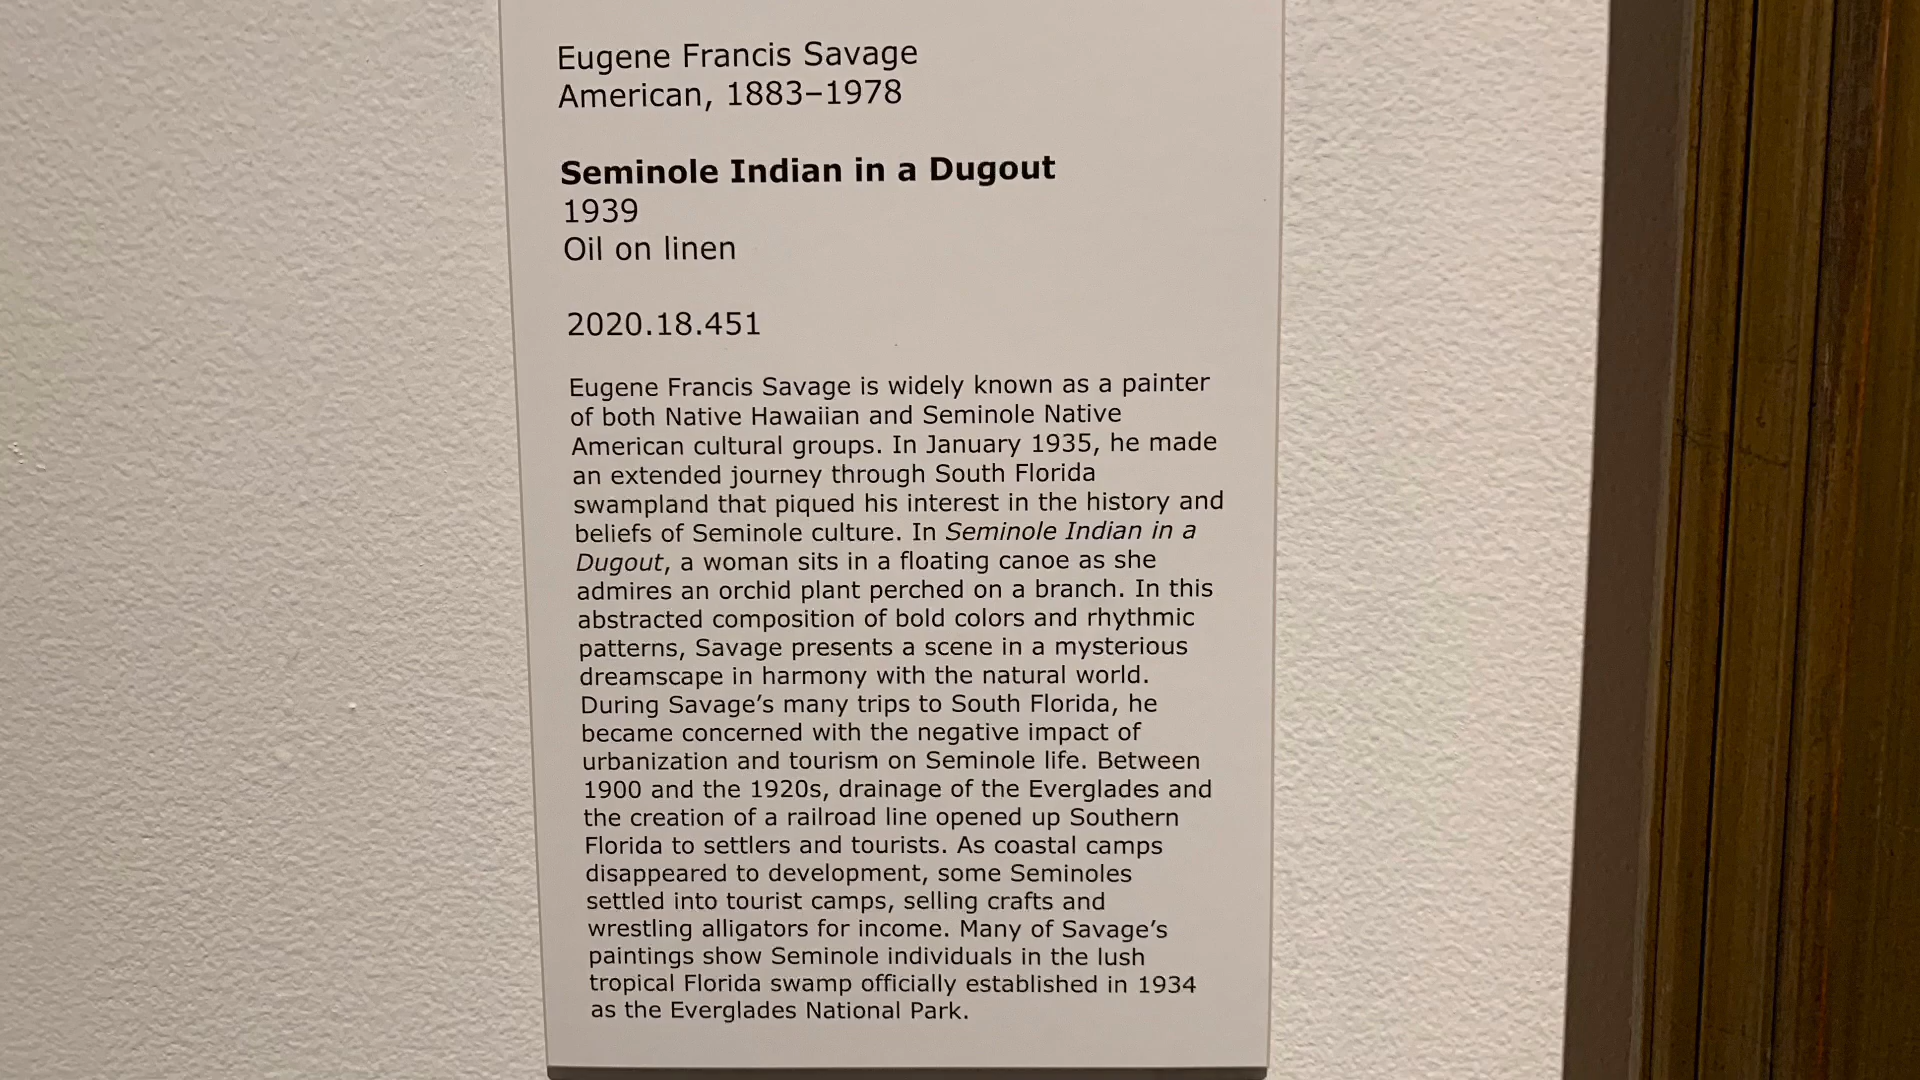 Eugene Francis Savage
American, 1883–1978
Seminole Indian in a Dugout
1939
Oil on linen
2020.18.451
Eugene Francis Savage is widely known as a painter
of both Native Hawaiian and Seminole Native
American cultural groups. In January 1935, he made
an extended journey through South Florida
swampland that piqued his interest in the history and
beliefs of Seminole culture. In Seminole Indian in a
Dugout, a woman sits in a floating canoe as she
admires an orchid plant perched on a branch. In this
abstracted composition of bold colors and rhythmic
patterns, Savage presents a scene in a mysterious
dreamscape in harmony with the natural world.
During Savage’s many trips to South Florida, he
became concerned with the negative impact of
urbanization and tourism on Seminole life. Between
1900 and the 1920s, drainage of the Everglades and
the creation of a railroad line opened up Southern
Florida to settlers and tourists. As coastal camps
disappeared to development, some Seminoles
settled into tourist camps, selling crafts and
wrestling alligators for income. Many of Savage’s
paintings show Seminole individuals in the lush
tropical Florida swamp officially established in 1934
as the Everglades National Park.